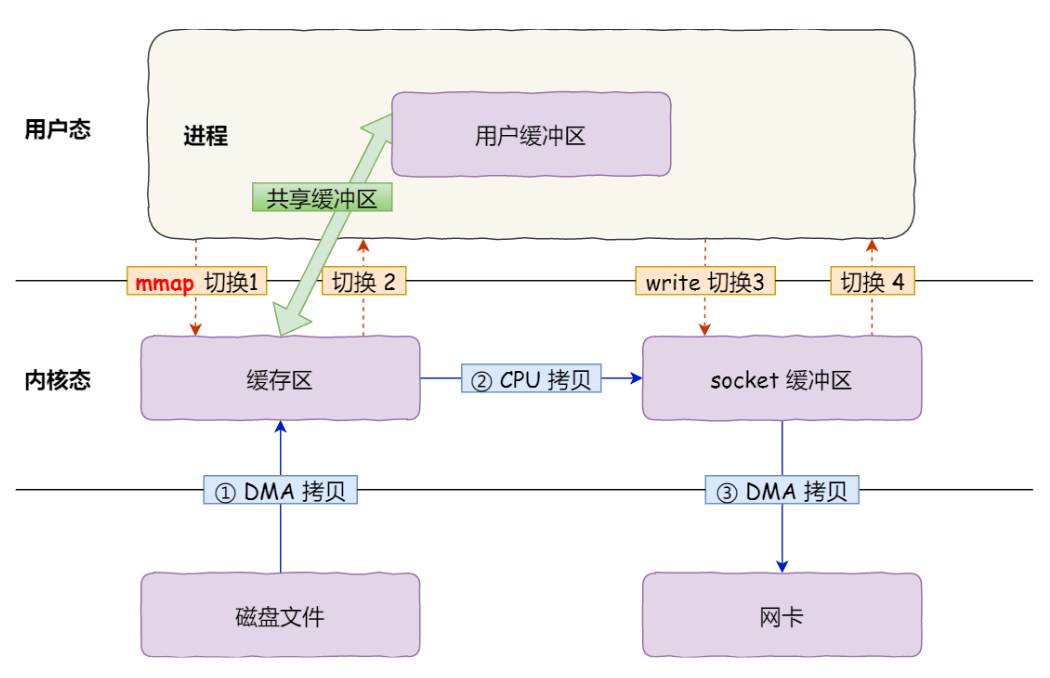 用户态
进程
用户缓冲区
共享缓冲区
mmap 切换1
切换 2
write 切换3
切换 4
内核态
缓存区
② CPU 拷贝
socket 缓冲区
① DMA 拷贝
③ DMA 拷贝
磁盘文件
网卡